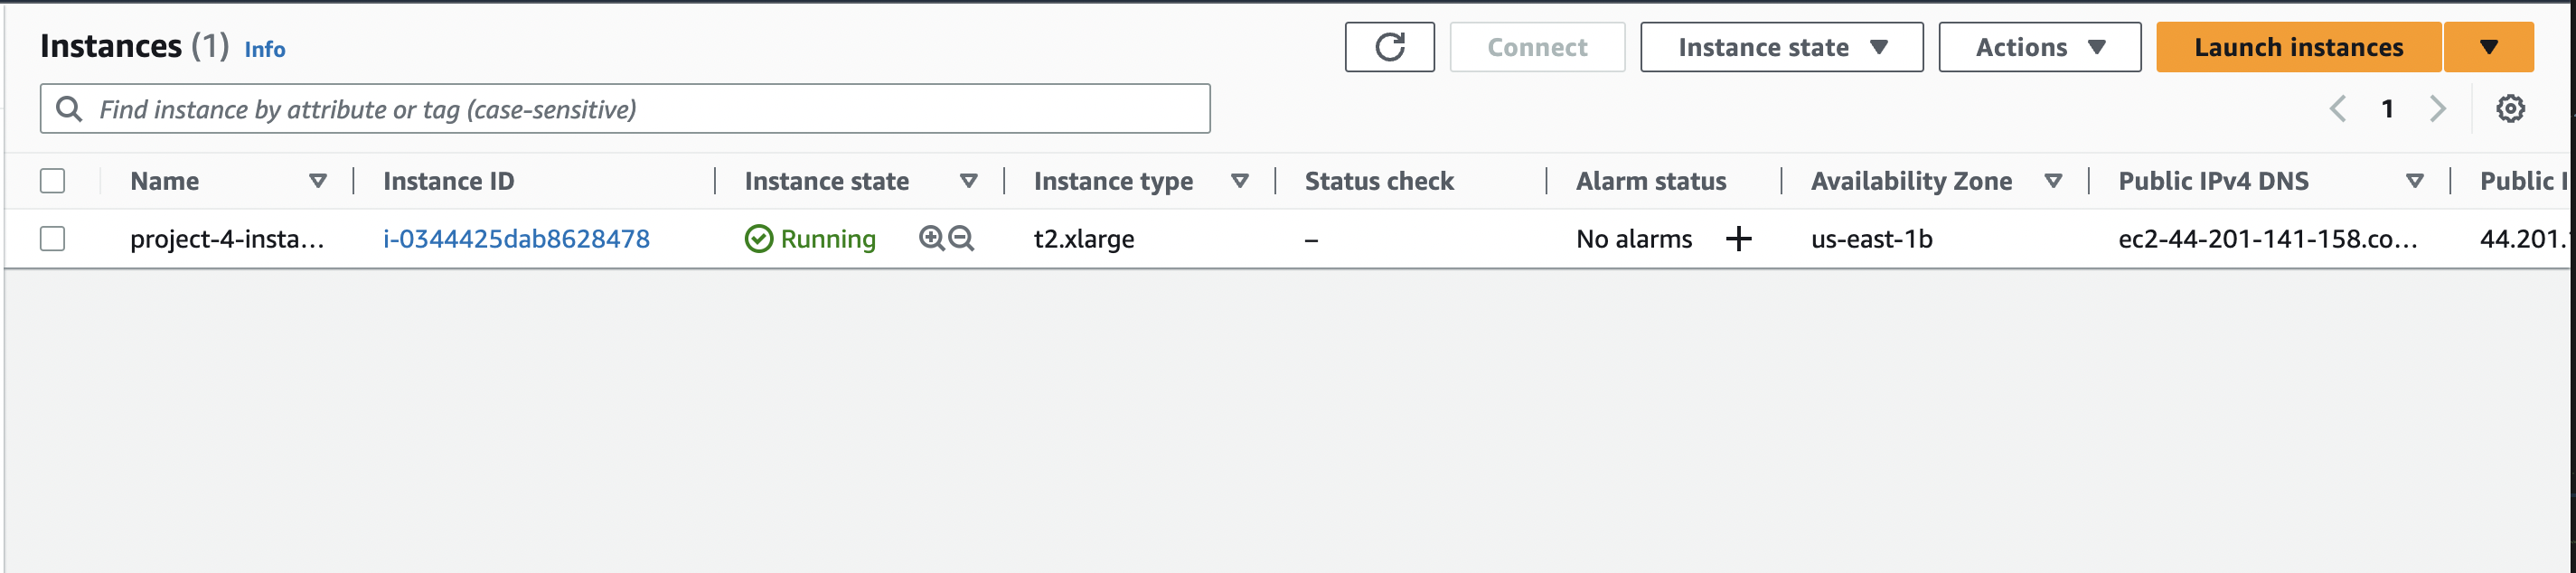 Instances (1) Info
Connect
Instance state
Actions
Launch instances
Find instance by attribute or tag (case-sensitive)
1
Name Instance ID Instance state Instance type Status check Alarm status Availability Zone Public IPv4 DNS Public I
project-4-insta... i-0344425dab8628478 Running t2.xlarge – No alarms + us-east-1b ec2-44-201-141-158.co... 44.201.